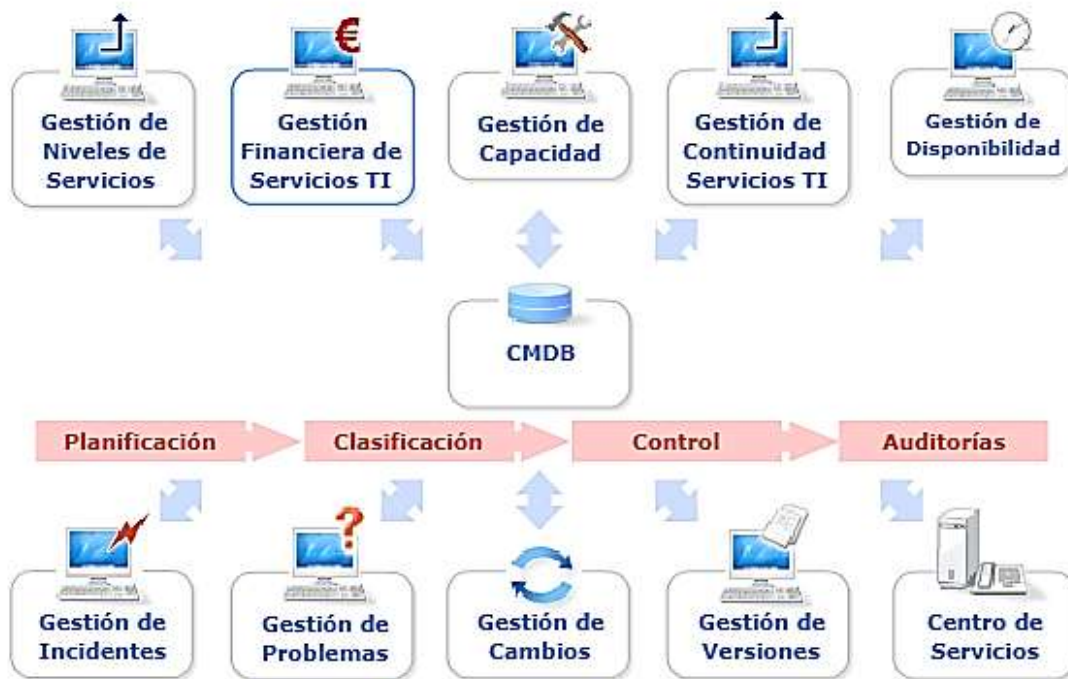 Gestión de
Niveles de
Servicios
€
Gestión
Financiera de
Servicios TI
Gestión de
Capacidad
Gestión de
Continuidad
Servicios TI
Gestión de
Disponibilidad
CMDB
Planificación
Clasificación
Control
Auditorías
Gestión de
Incidentes
?
Gestión de
Problemas
Gestión de
Cambios
Gestión de
Versiones
Centro de
Servicios